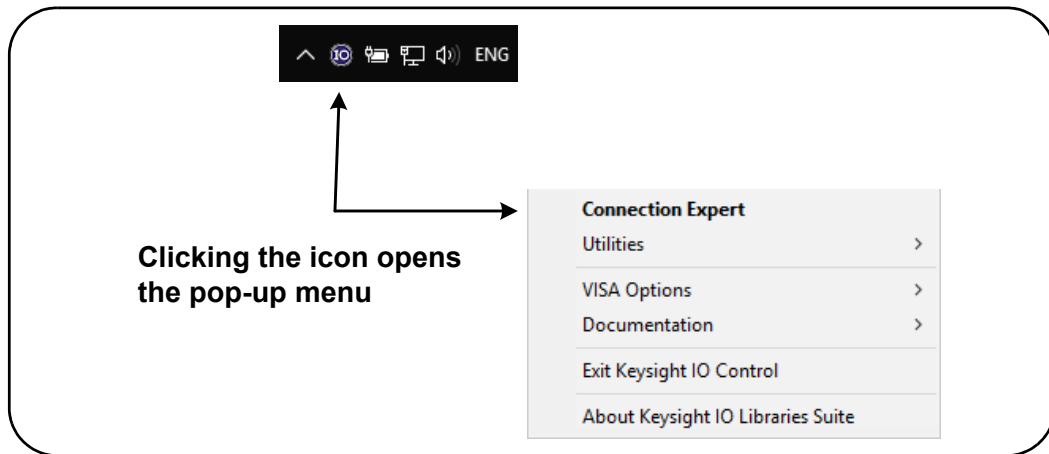 IO ENG
Clicking the icon opens
the pop-up menu
Connection Expert
Utilities
VISA Options
Documentation
Exit Keysight IO Control
About Keysight IO Libraries Suite